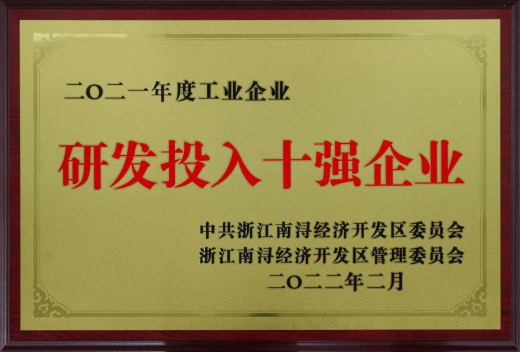 二〇二一年度工业企业
研发投入十强企业
中共浙江南浔经济开发区委员会
浙江南浔经济开发区管理委员会
二〇二二年二月